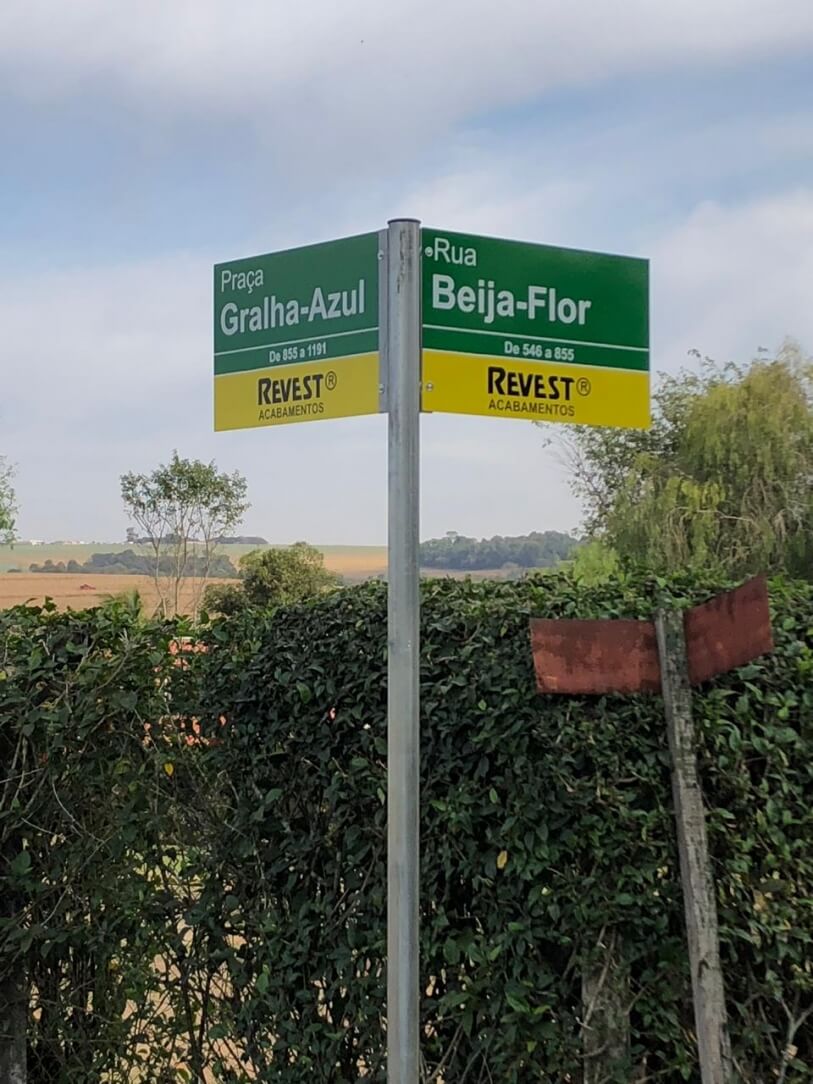 Praça
Gralha-Azul
De 855 a 1191
REVEST®
ACABAMENTOS
Rua
Beija-Flor
De 546 a 855
REVEST®
ACABAMENTOS